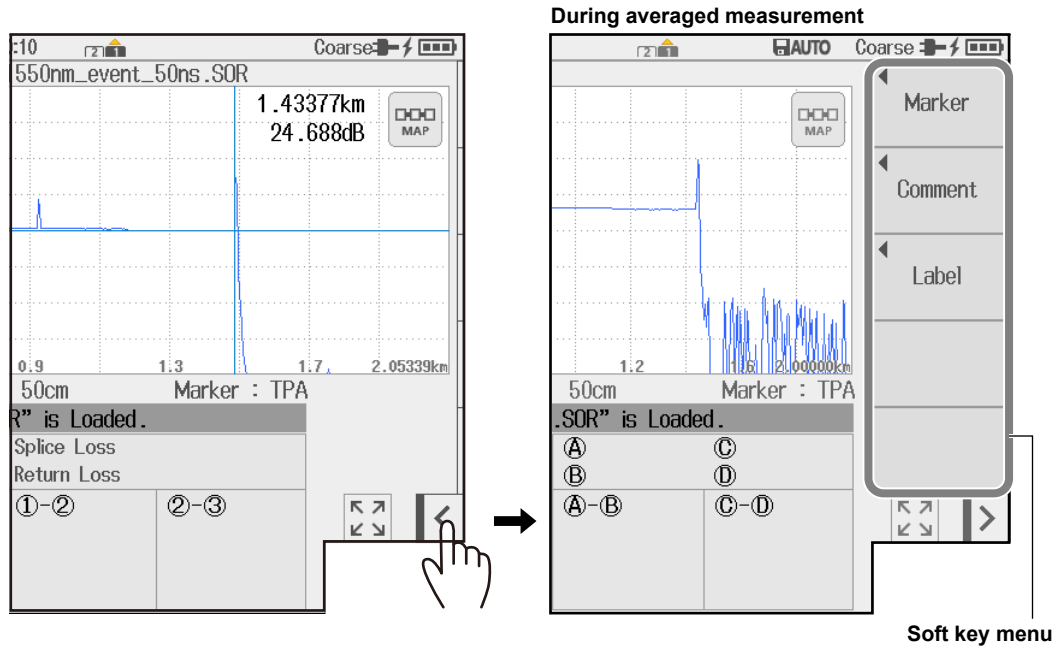 During averaged measurement
:10 2 1 Coarse
550nm_event_50ns.SOR
1.43377km
24.688dB
MAP
0.9 1.3 1.7 2.05339km
50cm Marker : TPA
R” is Loaded.
Splice Loss
Return Loss
①-② ②-③
2 1 AUTO Coarse
MAP
Marker
Comment
Label
1.2 1.6 2.00000km
50cm Marker : TPA
.SOR” is Loaded.
Ⓐ Ⓒ
Ⓑ Ⓓ
Ⓐ-Ⓑ Ⓒ-Ⓓ
Soft key menu